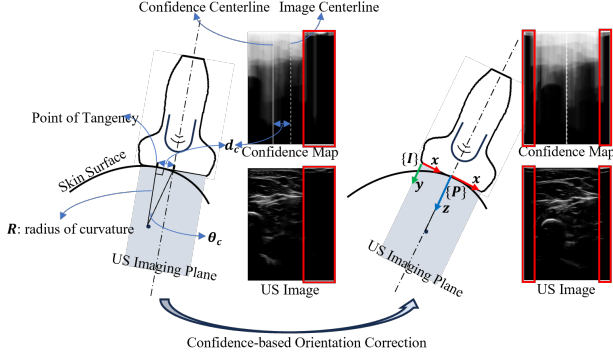 Confidence Centerline
Image Centerline
Point of Tangency
d_c
Confidence Map
Skin Surface
R: radius of curvature
θ_c
US Imaging Plane
US Image
{I}
x
y
x
{P}
z
US Imaging Plane
Confidence Map
US Image
Confidence-based Orientation Correction